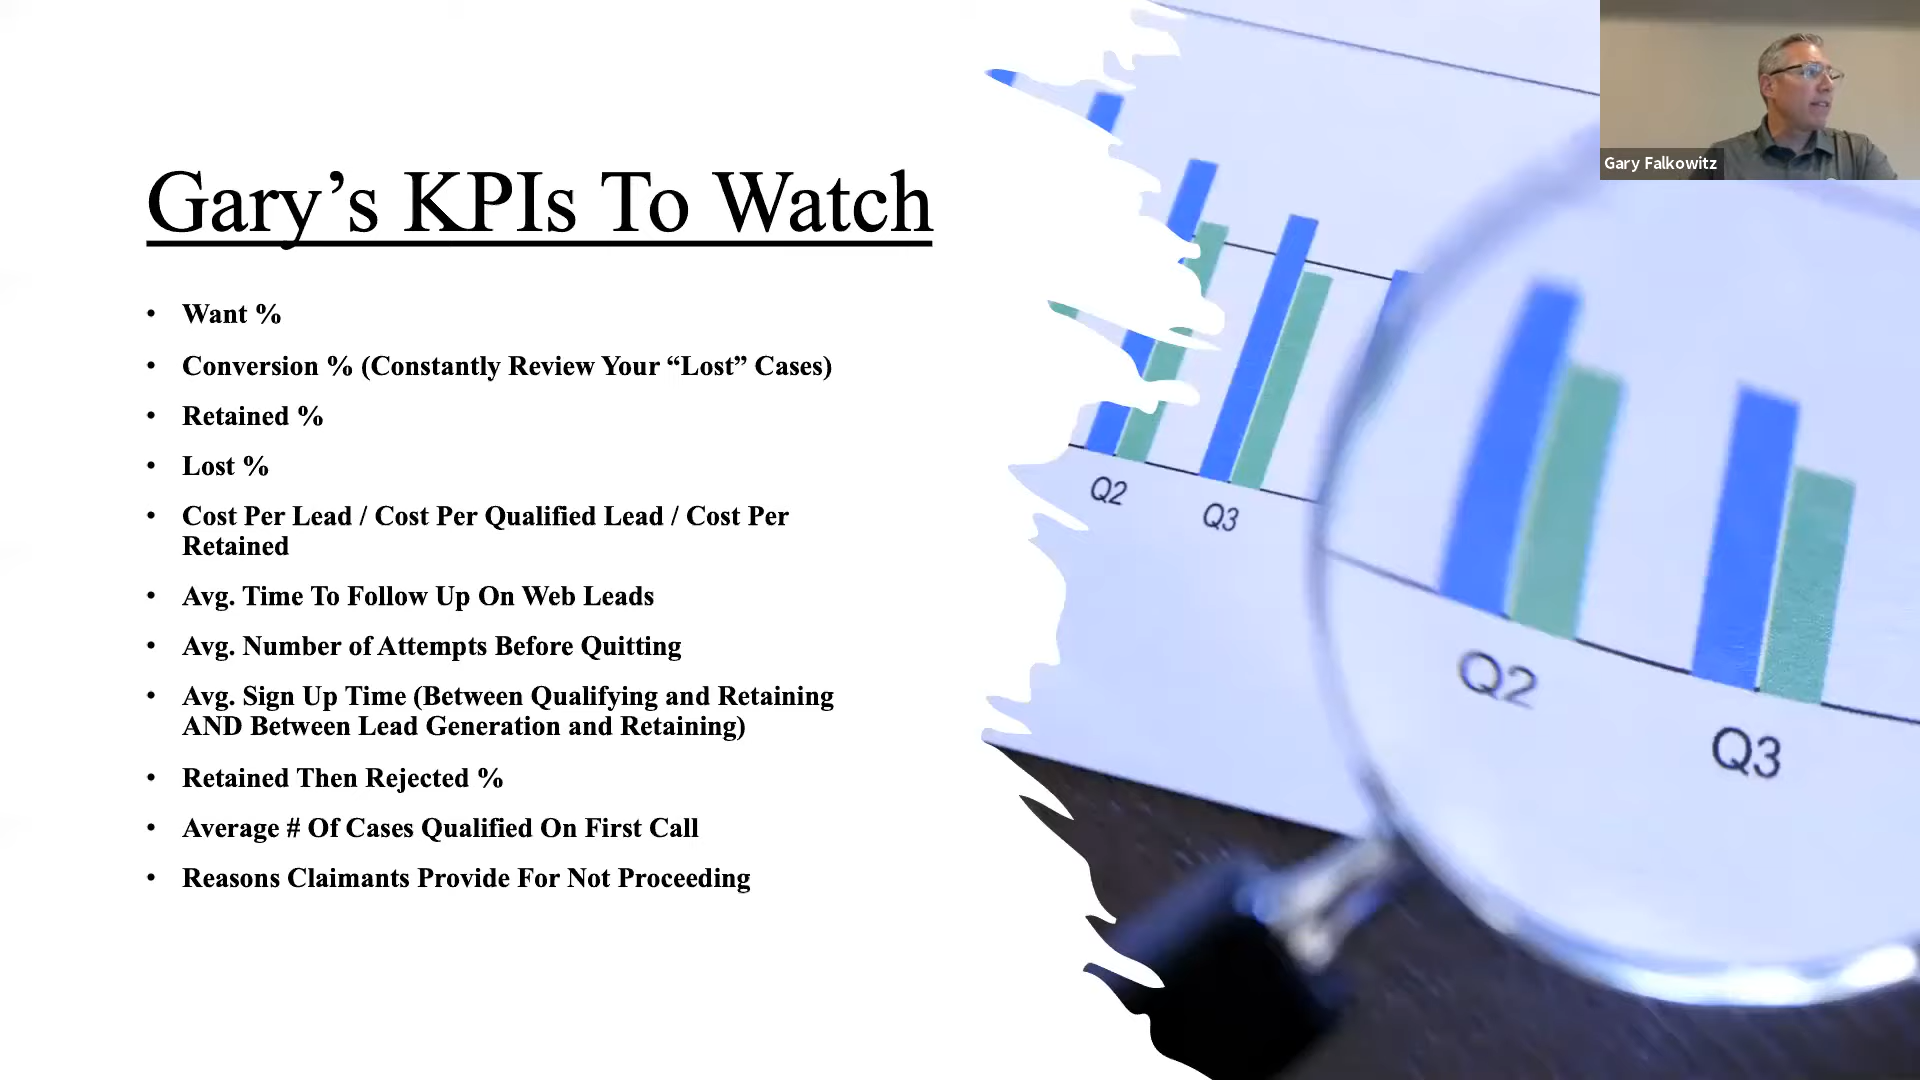 Gary’s KPIs To Watch
• Want %
• Conversion % (Constantly Review Your “Lost” Cases)
• Retained %
• Lost %
• Cost Per Lead / Cost Per Qualified Lead / Cost Per
Retained
• Avg. Time To Follow Up On Web Leads
• Avg. Number of Attempts Before Quitting
• Avg. Sign Up Time (Between Qualifying and Retaining
AND Between Lead Generation and Retaining)
• Retained Then Rejected %
• Average # Of Cases Qualified On First Call
• Reasons Claimants Provide For Not Proceeding
Gary Falkowitz
Q2
Q3
Q2
Q3